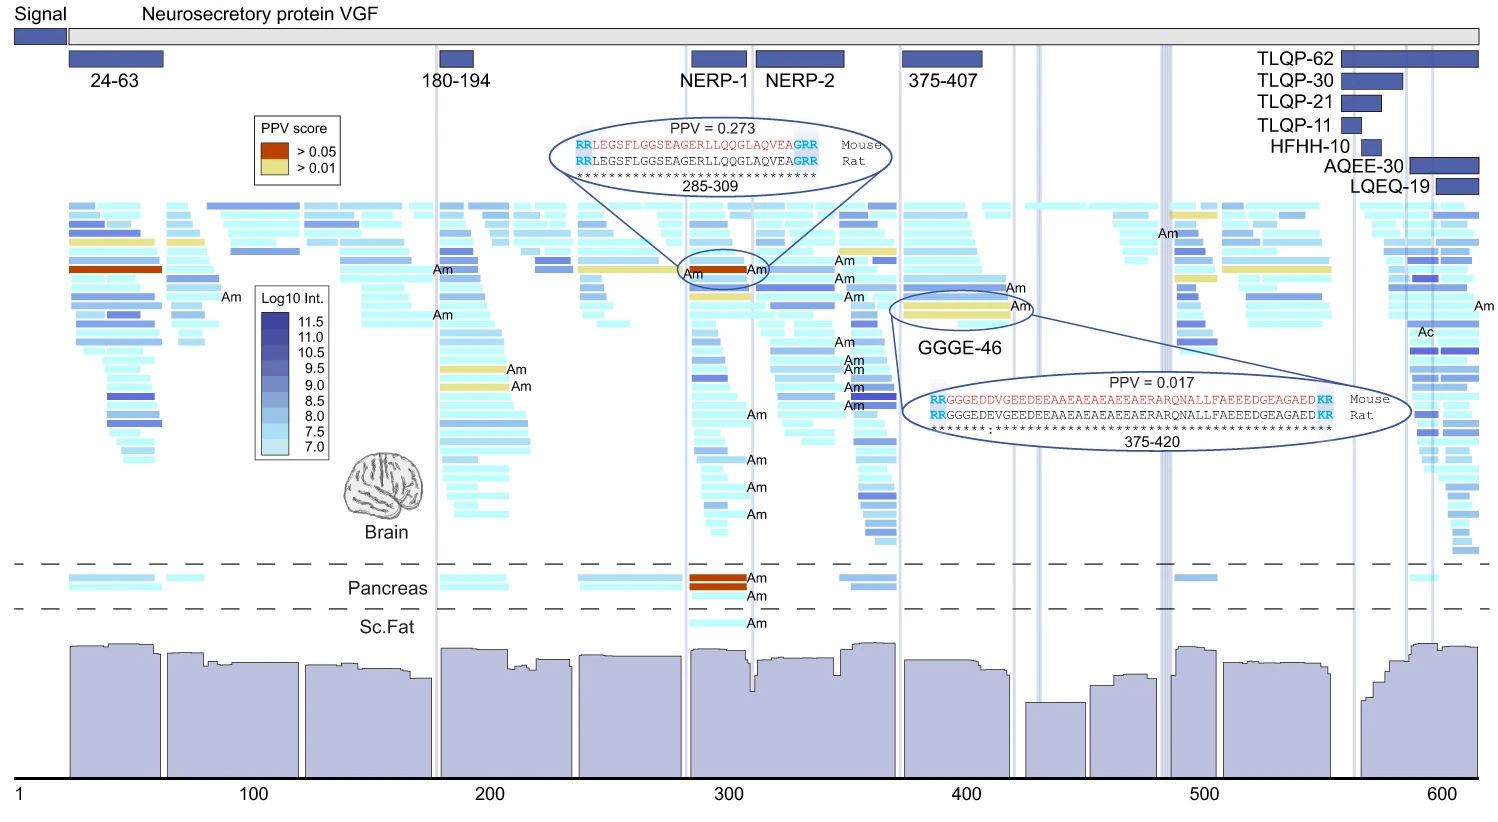 Signal
Neurosecretory protein VGF
24-63
180-194
NERP-1
NERP-2
375-407
TLQP-62
TLQP-30
TLQP-21
TLQP-11
HFHH-10
AQEE-30
LQEQ-19
PPV score
> 0.05
> 0.01
PPV = 0.273
RRLEGSFLGGSEAGERLLQQGLAQVEAGRR Mouse
RRLEGSFLGGSEAGERLLQQGLAQVEAGRR Rat
******************************
285-309
Am
Am
Am
Am
Am
Am
Am
Am
Am
Am
Am
Am
Am
Log10 Int.
11.5
11.0
10.5
9.5
9.0
8.5
8.0
7.5
7.0
Ac
GGGE-46
Am
Am
Am
Am
Am
Am
PPV = 0.017
RRGGGEDDVGEEDEEAAEAEAEAEEAERARQNALLFAEEEDGEAGAEDKR Mouse
RRGGGEDEVGEEDEEAAEAEAEAEEAERARQNALLFAEEEDGEAGAEDKR Rat
*******:******************************************
375-420
Am
Am
Am
Am
Brain
Pancreas
Am
Am
Sc.Fat
Am
1
100
200
300
400
500
600